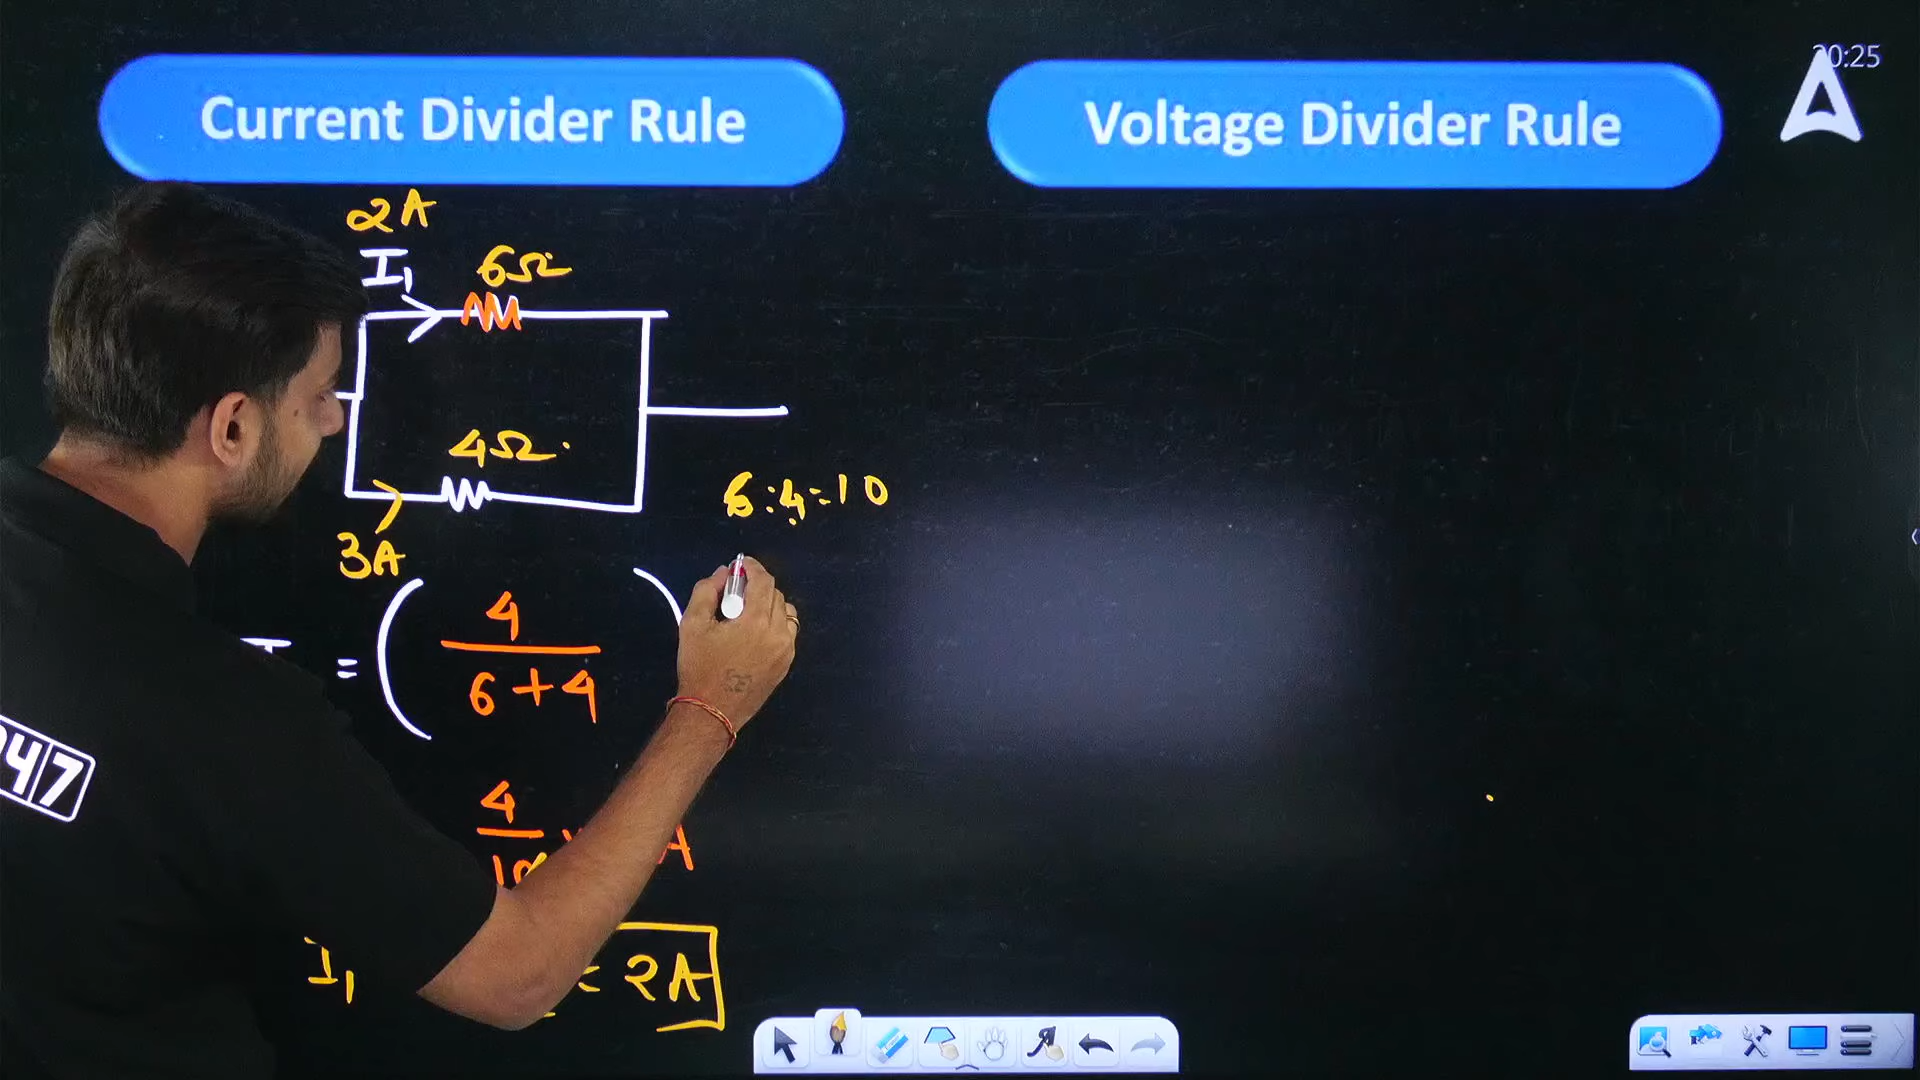 Current Divider Rule
Voltage Divider Rule
20:25
2A
I₁
6Ω
4Ω
3A
6:4=10
= ( 4 / 6+4 )
47
4 / 10
A
I₁
= 2A